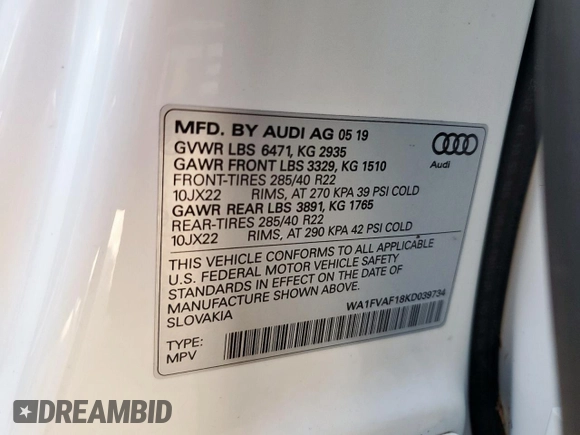 MFD. BY AUDI AG 05 19
GVWR LBS 6471, KG 2935
GAWR FRONT LBS 3329, KG 1510
FRONT-TIRES 285/40 R22
10JX22 RIMS, AT 270 KPA 39 PSI COLD
GAWR REAR LBS 3891, KG 1765
REAR-TIRES 285/40 R22
10JX22 RIMS, AT 290 KPA 42 PSI COLD
THIS VEHICLE CONFORMS TO ALL APPLICABLE
U.S. FEDERAL MOTOR VEHICLE SAFETY
STANDARDS IN EFFECT ON THE DATE OF
MANUFACTURE SHOWN ABOVE.
SLOVAKIA
WA1FVAF18KD039734
TYPE:
MPV
Audi
DREAMBID